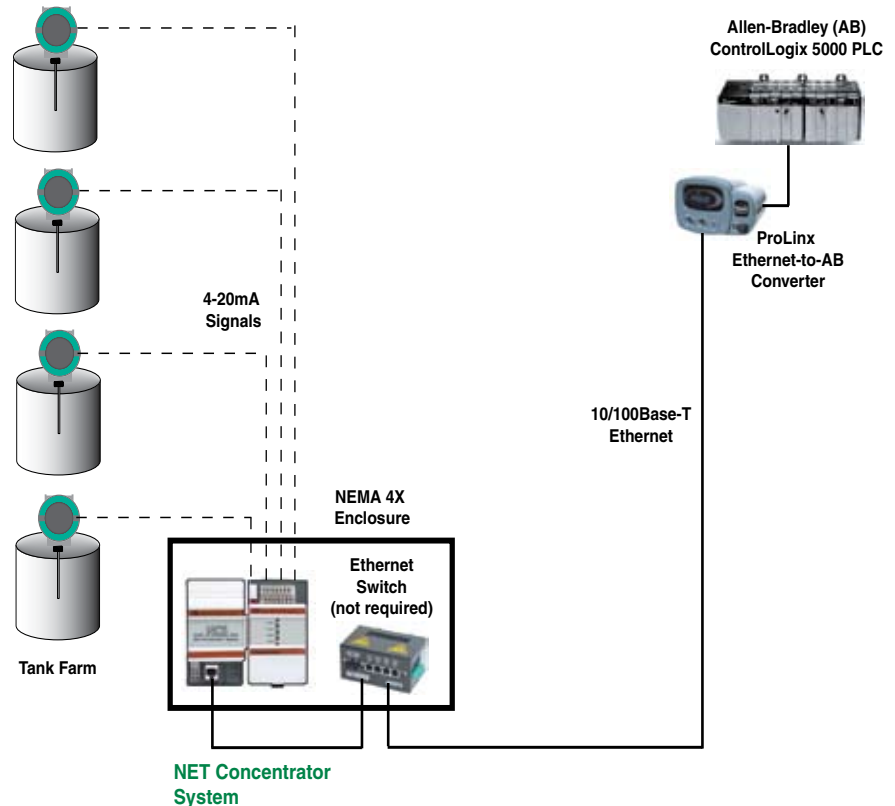 Allen-Bradley (AB)
ControlLogix 5000 PLC
ProLinx
Ethernet-to-AB
Converter
4-20mA
Signals
10/100Base-T
Ethernet
NEMA 4X
Enclosure
Ethernet
Switch
(not required)
Tank Farm
NET Concentrator
System